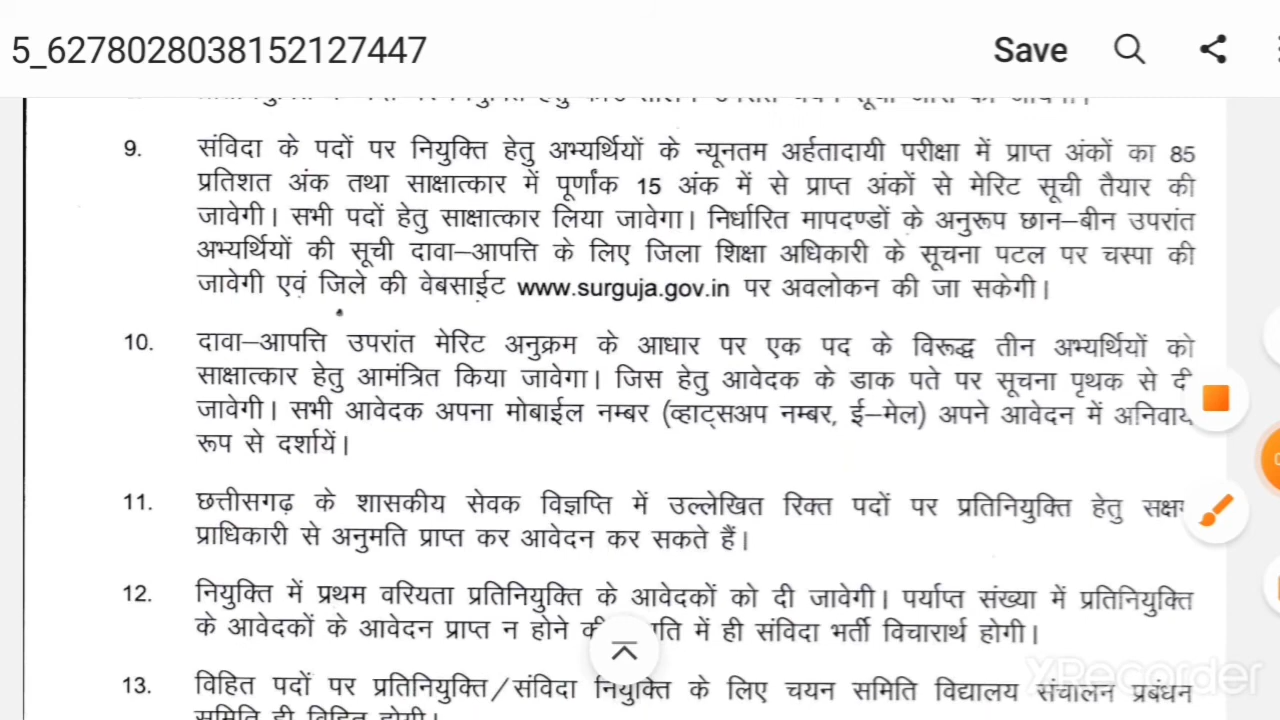 5_6278028038152127447
Save
9. संविदा के पदों पर नियुक्ति हेतु अभ्यर्थियों के न्यूनतम अर्हतादायी परीक्षा में प्राप्त अंकों का 85
प्रतिशत अंक तथा साक्षात्कार में पूर्णांक 15 अंक में से प्राप्त अंकों से मेरिट सूची तैयार की
जावेगी। सभी पदों हेतु साक्षात्कार लिया जावेगा। निर्धारित मापदण्डों के अनुरूप छान–बीन उपरांत
अभ्यर्थियों की सूची दावा–आपत्ति के लिए जिला शिक्षा अधिकारी के सूचना पटल पर चस्पा की
जावेगी एवं जिले की वेबसाईट www.surguja.gov.in पर अवलोकन की जा सकेगी।
10. दावा–आपत्ति उपरांत मेरिट अनुक्रम के आधार पर एक पद के विरूद्ध तीन अभ्यर्थियों को
साक्षात्कार हेतु आमंत्रित किया जावेगा। जिस हेतु आवेदक के डाक पते पर सूचना पृथक से दी
जावेगी। सभी आवेदक अपना मोबाईल नम्बर (व्हाट्सअप नम्बर, ई–मेल) अपने आवेदन में अनिवार्य
रूप से दर्शायें।
11. छत्तीसगढ़ के शासकीय सेवक विज्ञप्ति में उल्लेखित रिक्त पदों पर प्रतिनियुक्ति हेतु
प्राधिकारी से अनुमति प्राप्त कर आवेदन कर सकते हैं।
12. नियुक्ति में प्रथम वरियता प्रतिनियुक्ति के आवेदकों को दी जावेगी। पर्याप्त संख्या में प्रतिनियुक्ति
के आवेदकों के आवेदन प्राप्त न होने में ही संविदा भर्ती विचारार्थ होगी।
13. विहित पदों पर प्रतिनियुक्ति/संविदा नियुक्ति के लिए चयन समिति विद्यालय संचालन प्रबंधन
समिति ही विहित होगी।
XRecorder